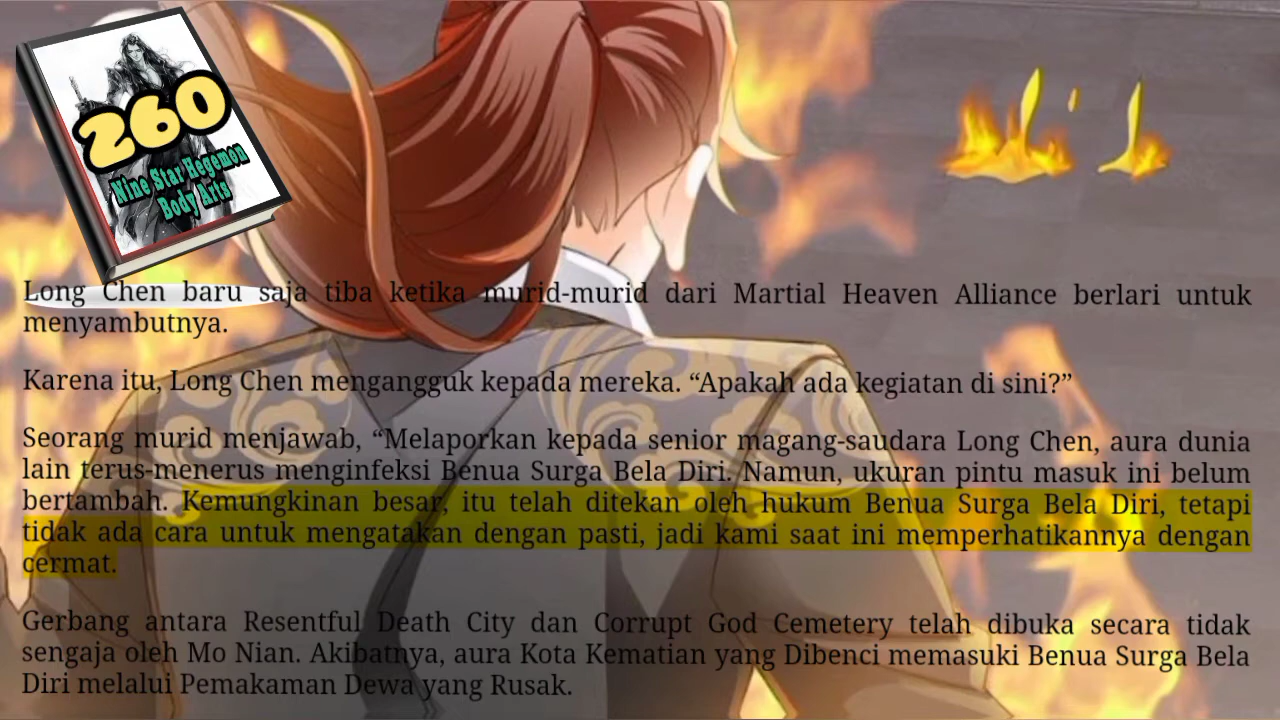 260
Nine Star Hegemon
Body Arts
Long Chen baru saja tiba ketika murid-murid dari Martial Heaven Alliance berlari untuk
menyambutnya.
Karena itu, Long Chen mengangguk kepada mereka. “Apakah ada kegiatan di sini?”
Seorang murid menjawab, “Melaporkan kepada senior magang-saudara Long Chen, aura dunia
lain terus-menerus menginfeksi Benua Surga Bela Diri. Namun, ukuran pintu masuk ini belum
bertambah. Kemungkinan besar, itu telah ditekan oleh hukum Benua Surga Bela Diri, tetapi
tidak ada cara untuk mengatakan dengan pasti, jadi kami saat ini memperhatikannya dengan
cermat.
Gerbang antara Resentful Death City dan Corrupt God Cemetery telah dibuka secara tidak
sengaja oleh Mo Nian. Akibatnya, aura Kota Kematian yang Dibenci memasuki Benua Surga Bela
Diri melalui Pemakaman Dewa yang Rusak.